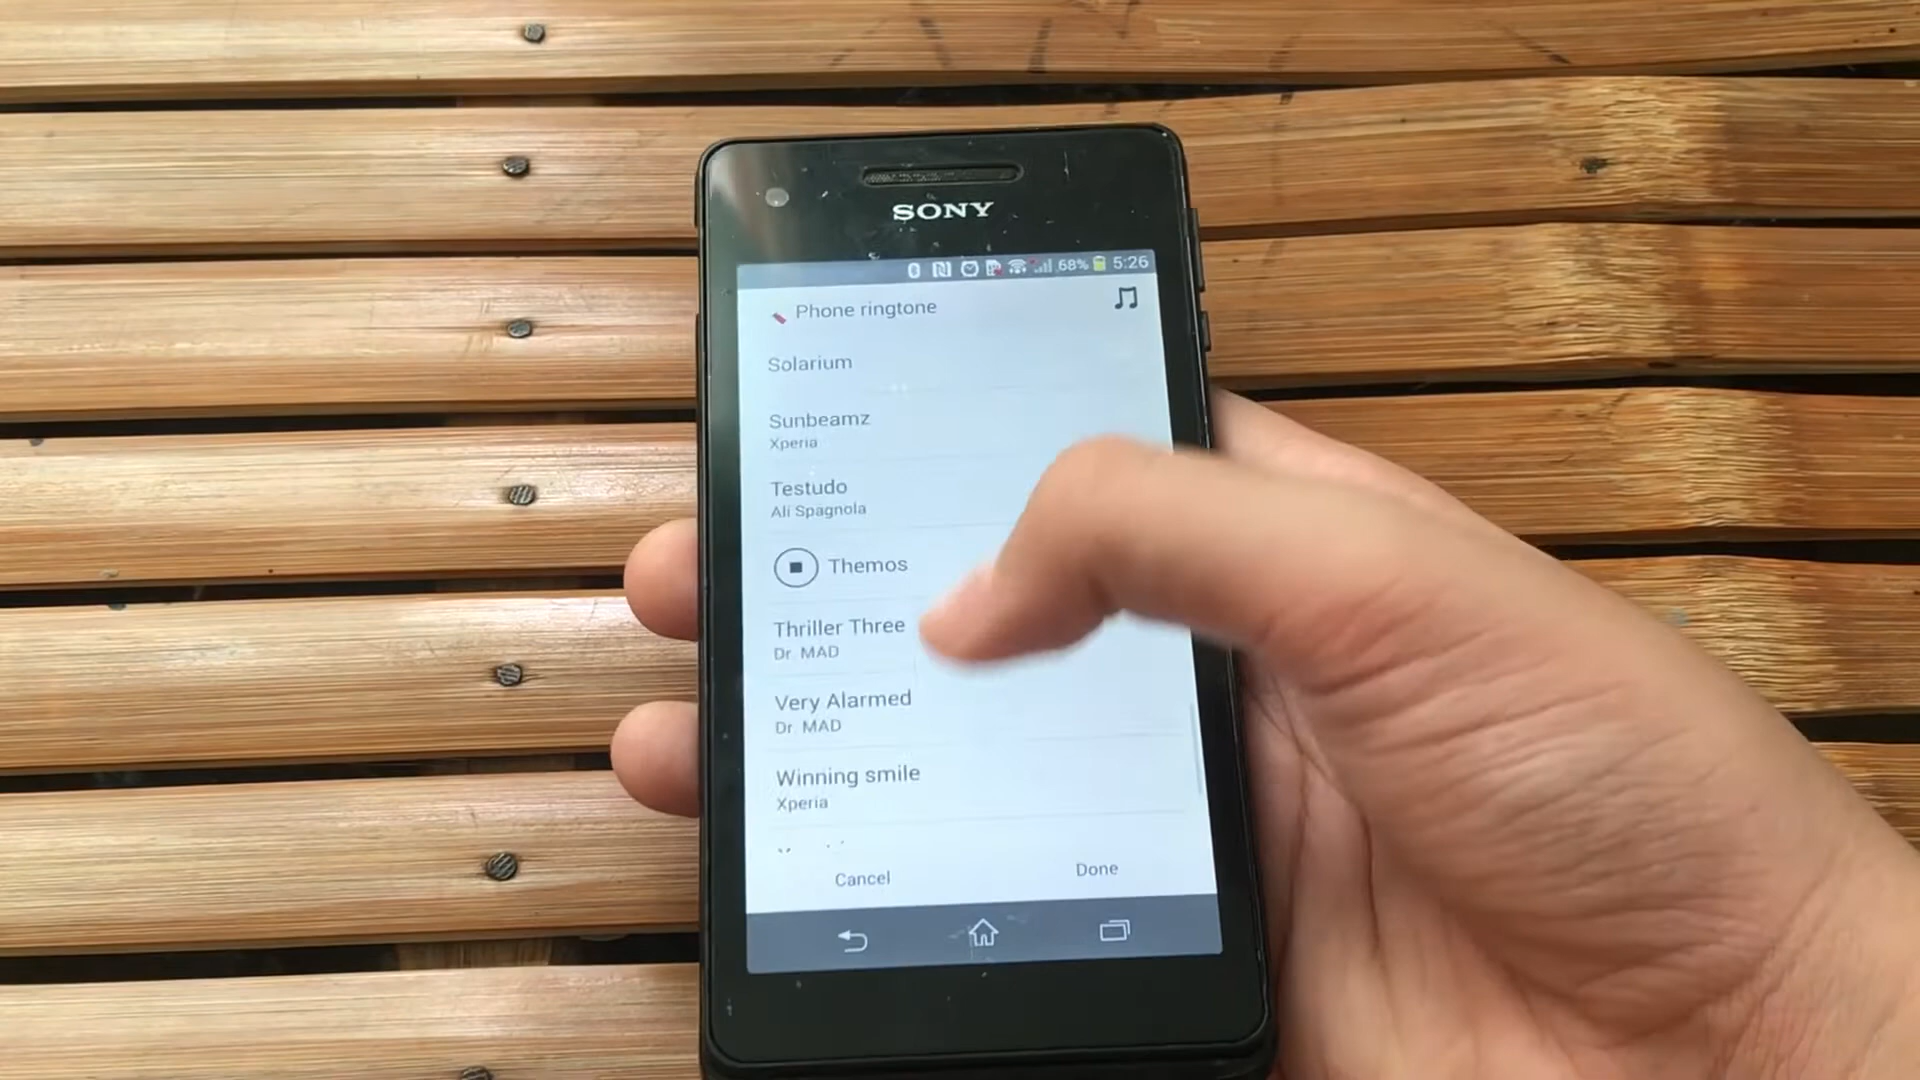 SONY
68% 5:26
Phone ringtone
Solarium
Sunbeamz
Xperia
Testudo
Ali Spagnola
Themos
Thriller Three
Dr. MAD
Very Alarmed
Dr. MAD
Winning smile
Xperia
Cancel Done